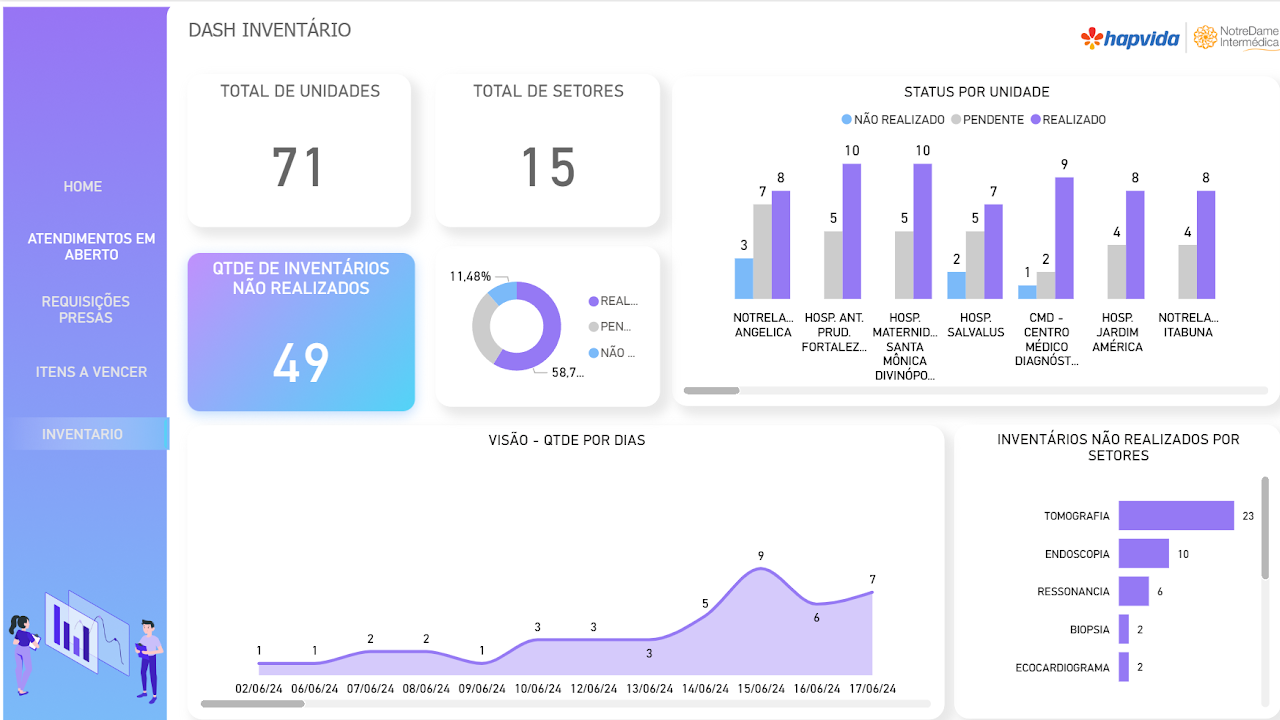 DASH INVENTÁRIO
hapvida
NotreDame
Intermédica
HOME
ATENDIMENTOS EM
ABERTO
REQUISIÇÕES
PRESAS
ITENS A VENCER
INVENTARIO
TOTAL DE UNIDADES
71
TOTAL DE SETORES
15
QTDE DE INVENTÁRIOS
NÃO REALIZADOS
49
11,48%
58,7...
REAL...
PEN...
NÃO ...
STATUS POR UNIDADE
NÃO REALIZADO PENDENTE REALIZADO
3 7 8 5 10 5 10 2 5 7 1 2 9 4 8 4 8
NOTRELA...
ANGELICA
HOSP. ANT.
PRUD.
FORTALEZ...
HOSP.
MATERNID...
SANTA
MÔNICA
DIVINÓPO...
HOSP.
SALVALUS
CMD -
CENTRO
MÉDICO
DIAGNÓST...
HOSP.
JARDIM
AMÉRICA
NOTRELA...
ITABUNA
VISÃO - QTDE POR DIAS
1 1 2 2 1 3 3 3 5 9 6 7
02/06/24 06/06/24 07/06/24 08/06/24 09/06/24 10/06/24 12/06/24 13/06/24 14/06/24 15/06/24 16/06/24 17/06/24
INVENTÁRIOS NÃO REALIZADOS POR
SETORES
TOMOGRAFIA 23
ENDOSCOPIA 10
RESSONANCIA 6
BIOPSIA 2
ECOCARDIOGRAMA 2